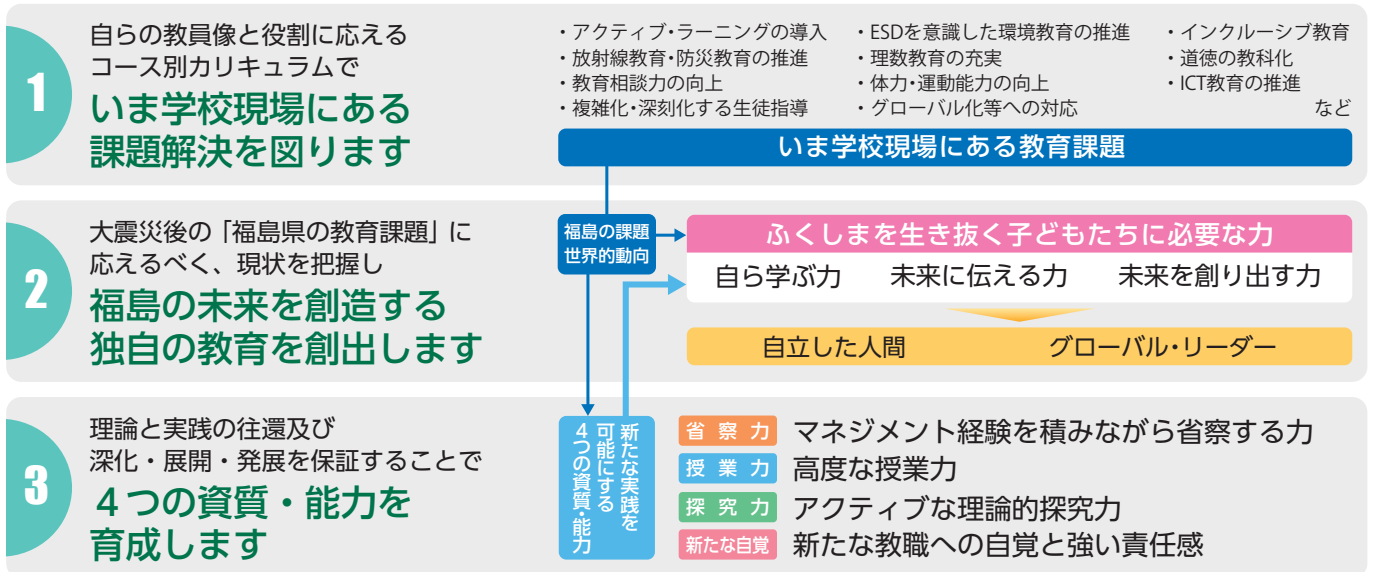 1
自らの教員像と役割に応える
コース別カリキュラムで
いま学校現場にある
課題解決を図ります
・アクティブ・ラーニングの導入
・放射線教育・防災教育の推進
・教育相談力の向上
・複雑化・深刻化する生徒指導
・ESDを意識した環境教育の推進
・理数教育の充実
・体力・運動能力の向上
・グローバル化等への対応
・インクルーシブ教育
・道徳の教科化
・ICT教育の推進
など
いま学校現場にある教育課題
2
大震災後の「福島県の教育課題」に
応えるべく、現状を把握し
福島の未来を創造する
独自の教育を創出します
福島の課題
世界的動向
ふくしまを生き抜く子どもたちに必要な力
自ら学ぶ力 未来に伝える力 未来を創り出す力
自立した人間 グローバル・リーダー
3
理論と実践の往還及び
深化・展開・発展を保証することで
4つの資質・能力を
育成します
新たな実践を
可能にする
4つの資質・能力
省察力 マネジメント経験を積みながら省察する力
授業力 高度な授業力
探究力 アクティブな理論的探究力
新たな自覚 新たな教職への自覚と強い責任感